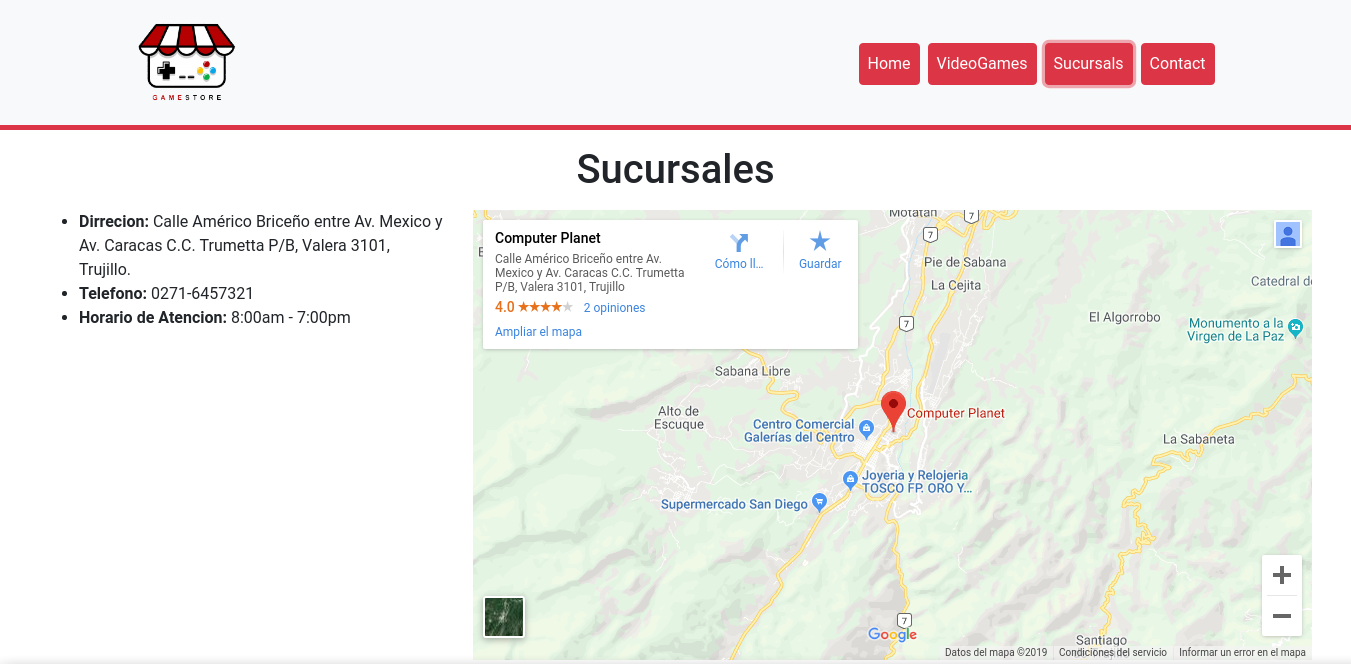 GAMESTORE
Home
VideoGames
Sucursals
Contact
Sucursales
Dirrecion: Calle Américo Briceño entre Av. Mexico y
Av. Caracas C.C. Trumetta P/B, Valera 3101,
Trujillo.
Telefono: 0271-6457321
Horario de Atencion: 8:00am - 7:00pm
Computer Planet
Calle Américo Briceño entre Av.
Mexico y Av. Caracas C.C. Trumetta
P/B, Valera 3101, Trujillo
4.0
2 opiniones
Ampliar el mapa
Cómo ll...
Guardar
Motatán
7
7
Pie de Sabana
La Cejita
Catedral
El Algorrobo
7
Monumento a la
Virgen de La Paz
Sabana Libre
Alto de
Escuque
Computer Planet
Centro Comercial
Galerías del Centro
La Sabaneta
Joyeria y Relojeria
TOSCO FP. ORO Y...
Supermercado San Diego
7
Google
Santiago
Datos del mapa ©2019
Condiciones del servicio
Informar un error en el mapa